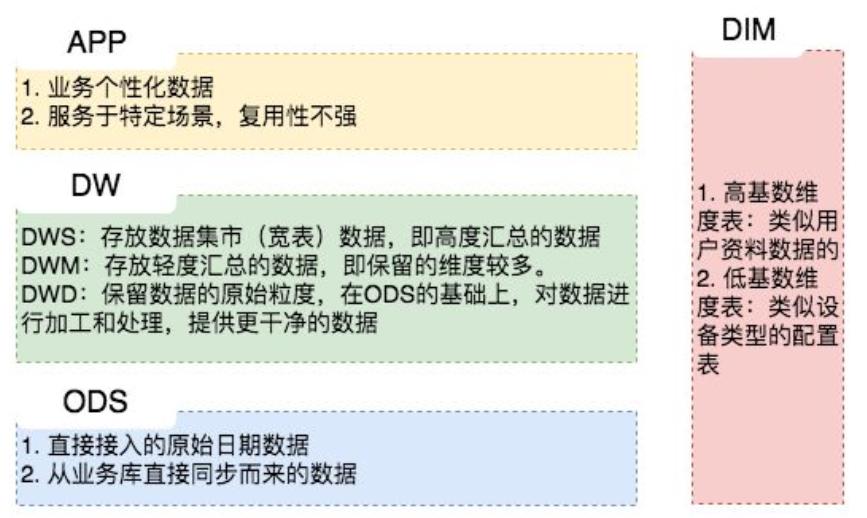 APP
1. 业务个性化数据
2. 服务于特定场景，复用性不强
DW
DWS：存放数据集市（宽表）数据，即高度汇总的数据
DWM：存放轻度汇总的数据，即保留的维度较多。
DWD：保留数据的原始粒度，在ODS的基础上，对数据进
行加工和处理，提供更干净的数据
ODS
1. 直接接入的原始日期数据
2. 从业务库直接同步而来的数据
DIM
1. 高基数维
度表：类似用
户资料数据的
2. 低基数维
度表：类似设
备类型的配置
表